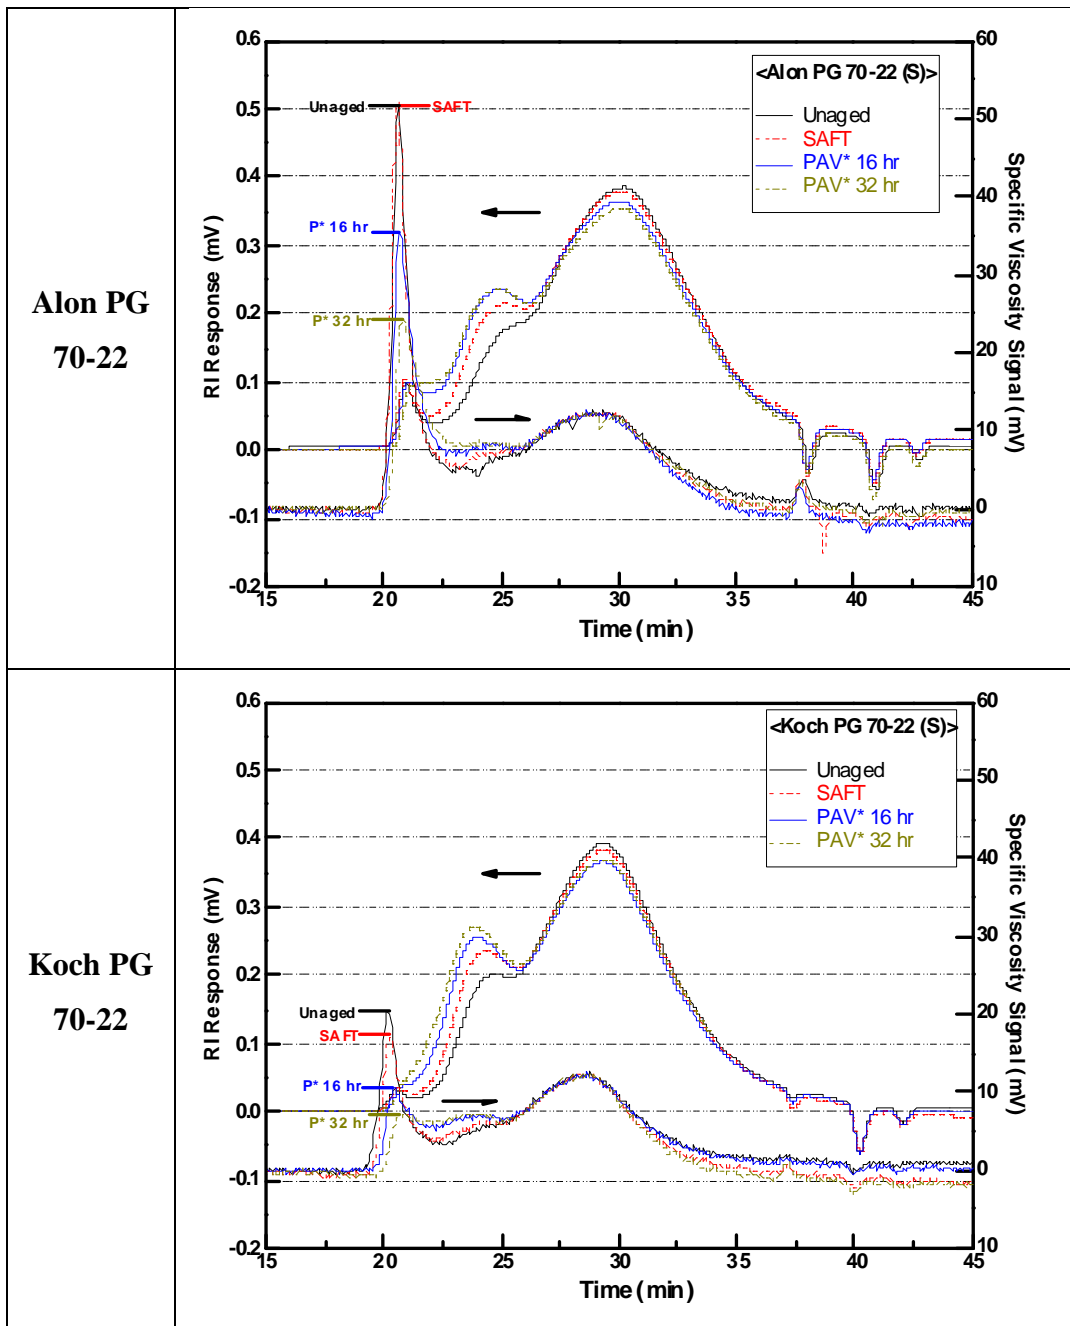 Alon PG
70-22
0.6
0.5
0.4
0.3
0.2
0.1
0.0
-0.1
-0.2
RI Response (mV)
15 20 25 30 35 40 45
Time (min)
60
50
40
30
20
10
0
10
Specific Viscosity Signal (mV)
<Alon PG 70-22 (S)>
Unaged
SAFT
PAV* 16 hr
PAV* 32 hr
Unaged
SAFT
P* 16 hr
P* 32 hr
Koch PG
70-22
0.6
0.5
0.4
0.3
0.2
0.1
0.0
-0.1
-0.2
RI Response (mV)
15 20 25 30 35 40 45
Time (min)
60
50
40
30
20
10
0
10
Specific Viscosity Signal (mV)
<Koch PG 70-22 (S)>
Unaged
SAFT
PAV* 16 hr
PAV* 32 hr
Unaged
SAFT
P* 16 hr
P* 32 hr